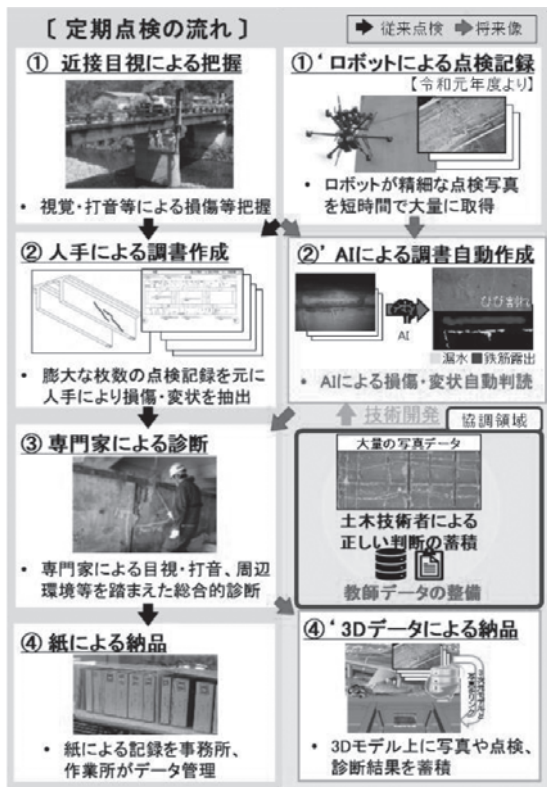 〔 定期点検の流れ 〕
従来点検 将来像
① 近接目視による把握
・ 視覚・打音等による損傷等把握
①‘ロボットによる点検記録
【令和元年度より】
・ ロボットが精細な点検写真
を短時間で大量に取得
② 人手による調書作成
・ 膨大な枚数の点検記録を元に
人手により損傷・変状を抽出
②’ AIによる調書自動作成
AI
ひび割れ
漏水 鉄筋露出
・ AIによる損傷・変状自動判読
技術開発
協調領域
大量の写真データ
土木技術者による
正しい判断の蓄積
教師データの整備
③ 専門家による診断
・ 専門家による目視・打音、周辺
環境等を踏まえた総合的診断
④ 紙による納品
・ 紙による記録を事務所、
作業所がデータ管理
④‘3Dデータによる納品
・ 3Dモデル上に写真や点検、
診断結果を蓄積